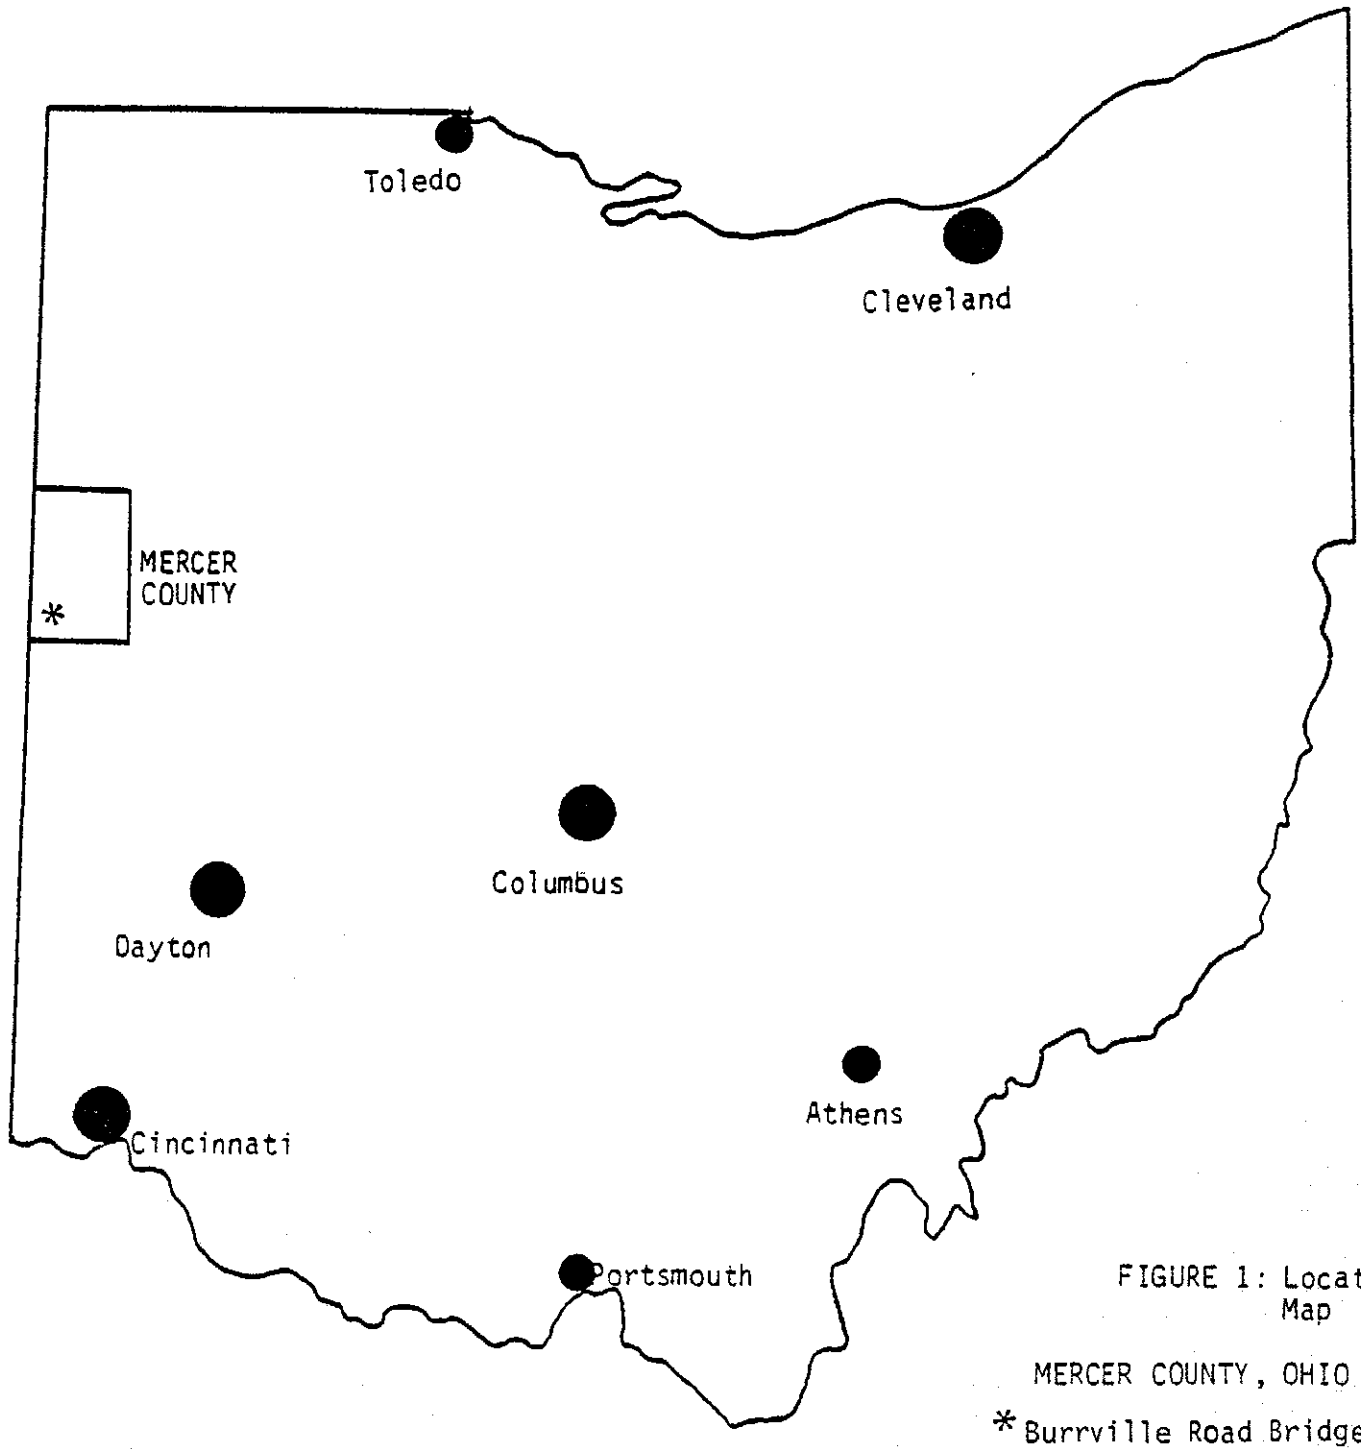 Toledo
Cleveland
MERCER
COUNTY
*
Columbus
Dayton
Athens
Cincinnati
Portsmouth
FIGURE 1: Locat
Map
MERCER COUNTY, OHIO
* Burrville Road Bridge